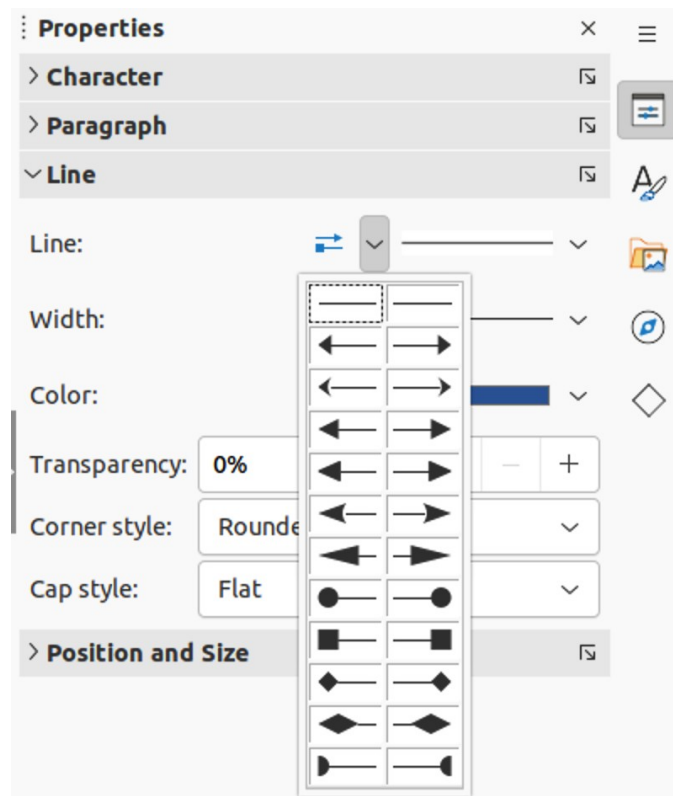 Properties
Character
Paragraph
Line
Line:
Width:
Color:
Transparency: 0%
Corner style: Rounde
Cap style: Flat
Position and Size